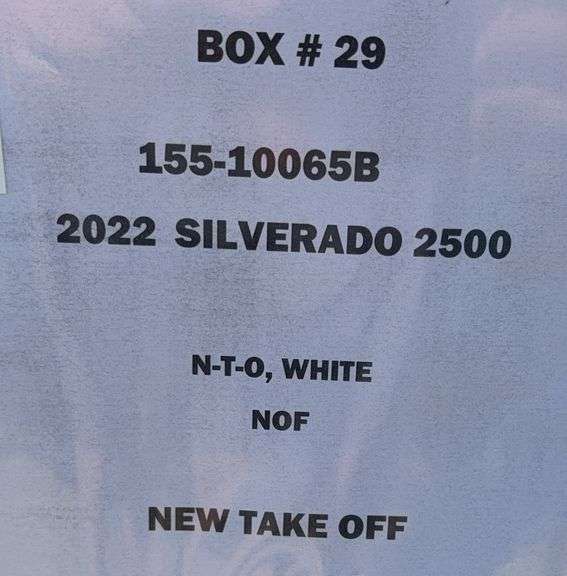 BOX # 29
155-10065B
2022 SILVERADO 2500
N-T-O, WHITE
NOF
NEW TAKE OFF